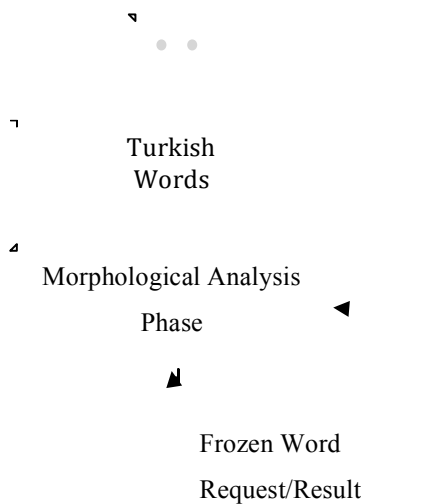 Turkish
Words
Morphological Analysis
Phase
Frozen Word
Request/Result